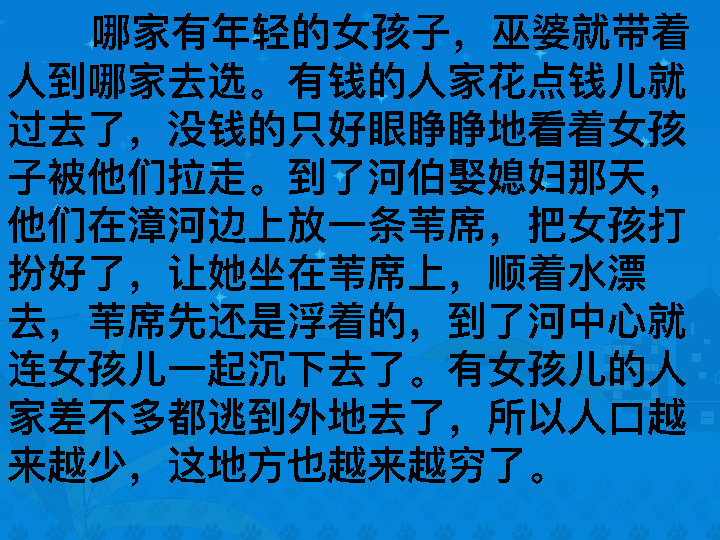 哪家有年轻的女孩子，巫婆就带着
人到哪家去选。有钱的人家花点钱儿就
过去了，没钱的只好眼睁睁地看着女孩
子被他们拉走。到了河伯娶媳妇那天，
他们在漳河边上放一条苇席，把女孩打
扮好了，让她坐在苇席上，顺着水漂
去，苇席先还是浮着的，到了河中心就
连女孩儿一起沉下去了。有女孩儿的人
家差不多都逃到外地去了，所以人口越
来越少，这地方也越来越穷了。